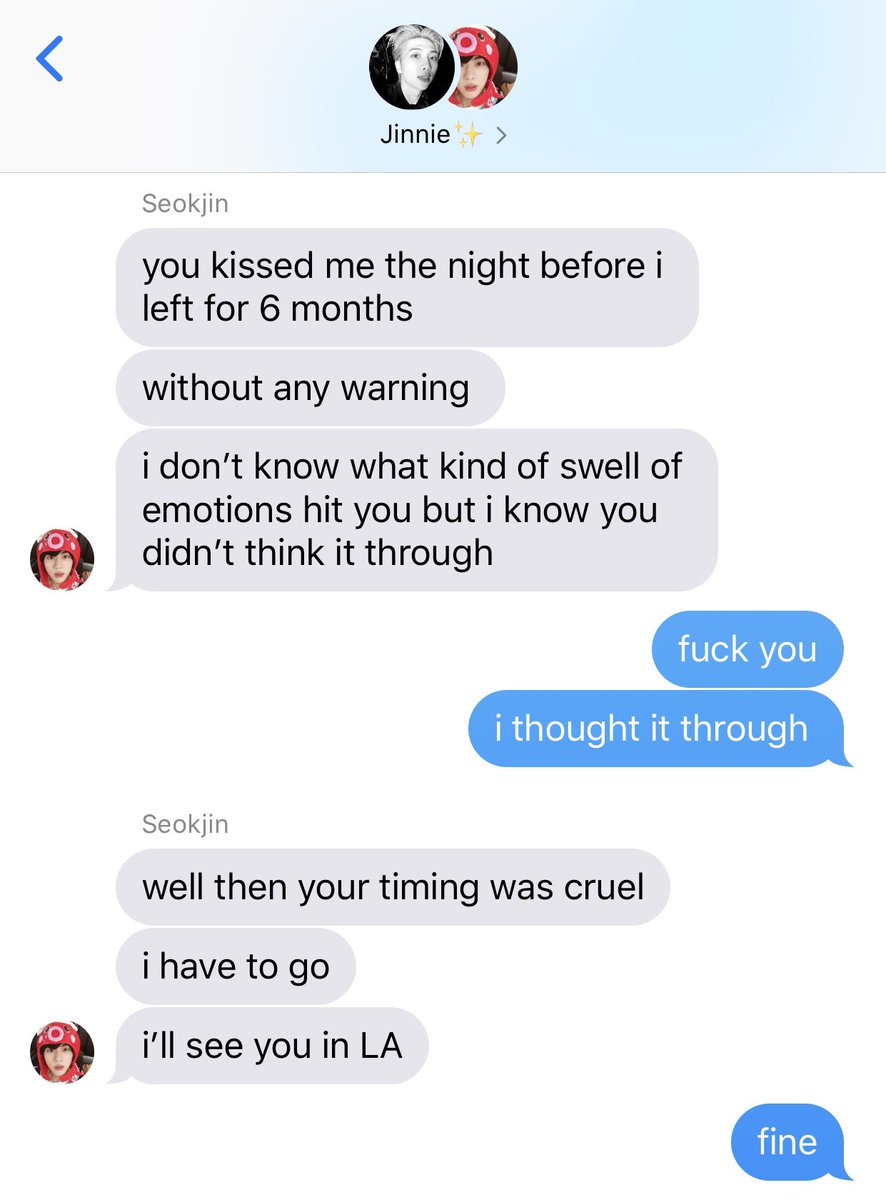 Jinnie✨
Seokjin
you kissed me the night before i
left for 6 months
without any warning
i don’t know what kind of swell of
emotions hit you but i know you
didn’t think it through
fuck you
i thought it through
Seokjin
well then your timing was cruel
i have to go
i’ll see you in LA
fine